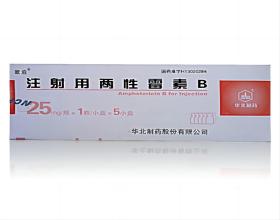 国药准字H13020284
注射用两性霉素B
Amphotericin B for Injection
25mg/瓶×1瓶/小盒×5小盒
华北制药
华北制药股份有限公司